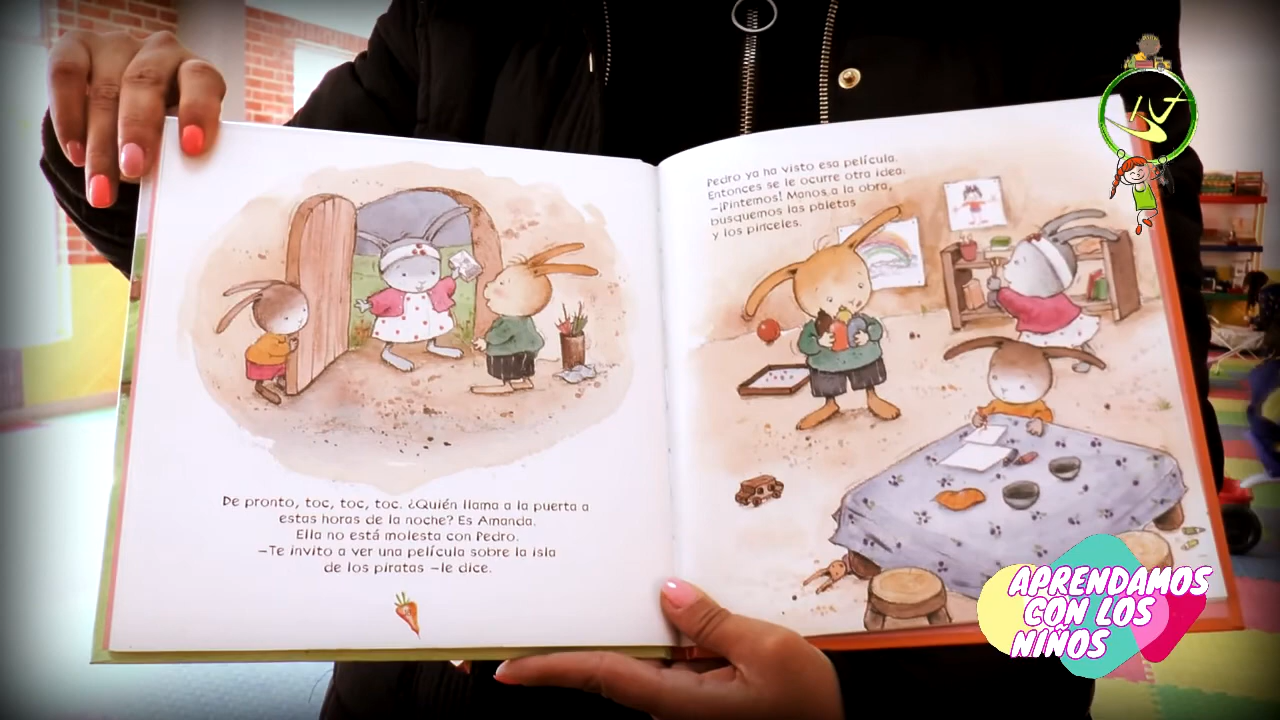 De pronto, toc, toc, toc. ¿Quién llama a la puerta a
estas horas de la noche? Es Amanda.
Ella no está molesta con Pedro.
—Te invito a ver una película sobre la isla
de los piratas —le dice.
Pedro ya ha visto esa película.
Entonces se le ocurre otra idea:
—¡Pintemos! Manos a la obra,
busquemos las paletas
y los pinceles.
APRENDAMOS
CON LOS
NIÑOS